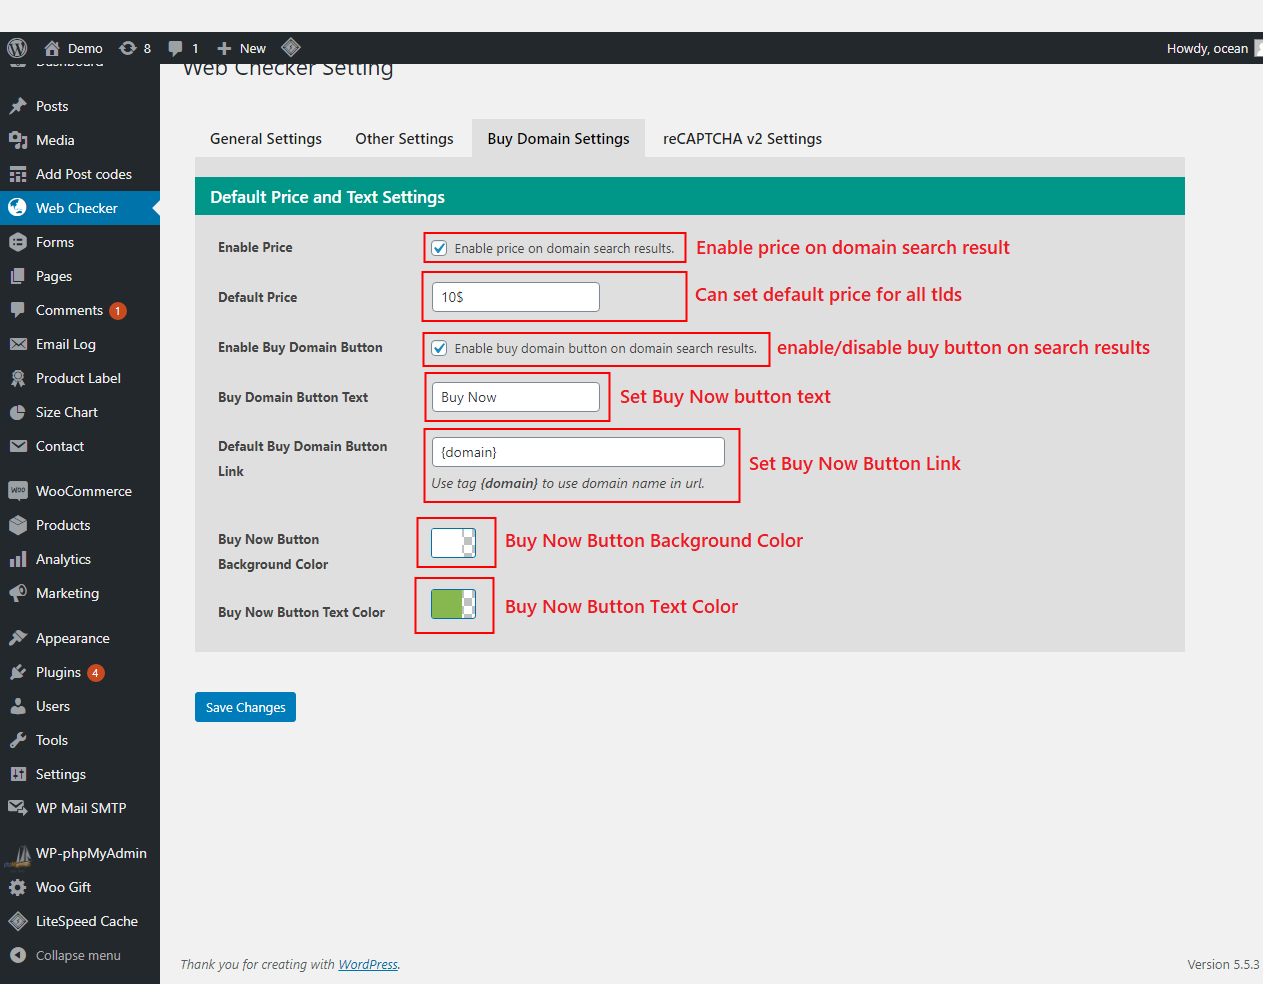 Demo 8 1 New Howdy, ocean
Dashboard
Web Checker Setting
Posts
Media
Add Post codes
Web Checker
Forms
Pages
Comments 1
Email Log
Product Label
Size Chart
Contact
WooCommerce
Products
Analytics
Marketing
Appearance
Plugins 4
Users
Tools
Settings
WP Mail SMTP
WP-phpMyAdmin
Woo Gift
LiteSpeed Cache
Collapse menu
General Settings Other Settings Buy Domain Settings reCAPTCHA v2 Settings
Default Price and Text Settings
Enable Price Enable price on domain search results. Enable price on domain search result
Default Price 10$ Can set default price for all tlds
Enable Buy Domain Button Enable buy domain button on domain search results. enable/disable buy button on search results
Buy Domain Button Text Buy Now Set Buy Now button text
Default Buy Domain Button
Link
{domain}
Use tag {domain} to use domain name in url.
Set Buy Now Button Link
Buy Now Button
Background Color
Buy Now Button Background Color
Buy Now Button Text Color Buy Now Button Text Color
Save Changes
Thank you for creating with WordPress. Version 5.5.3